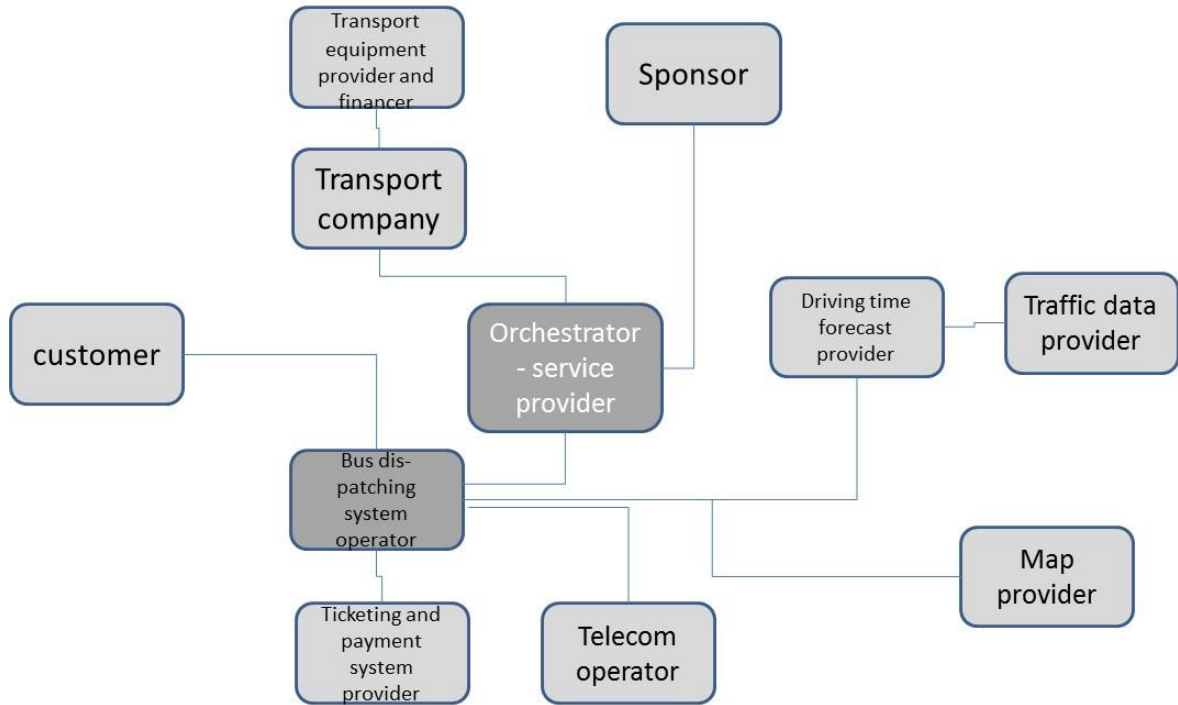 Transport
equipment
provider and
financer
Sponsor
Transport
company
customer
Orchestrator
- service
provider
Driving time
forecast
provider
Traffic data
provider
Bus dis-
patching
system
operator
Map
provider
Ticketing and
payment
system
provider
Telecom
operator